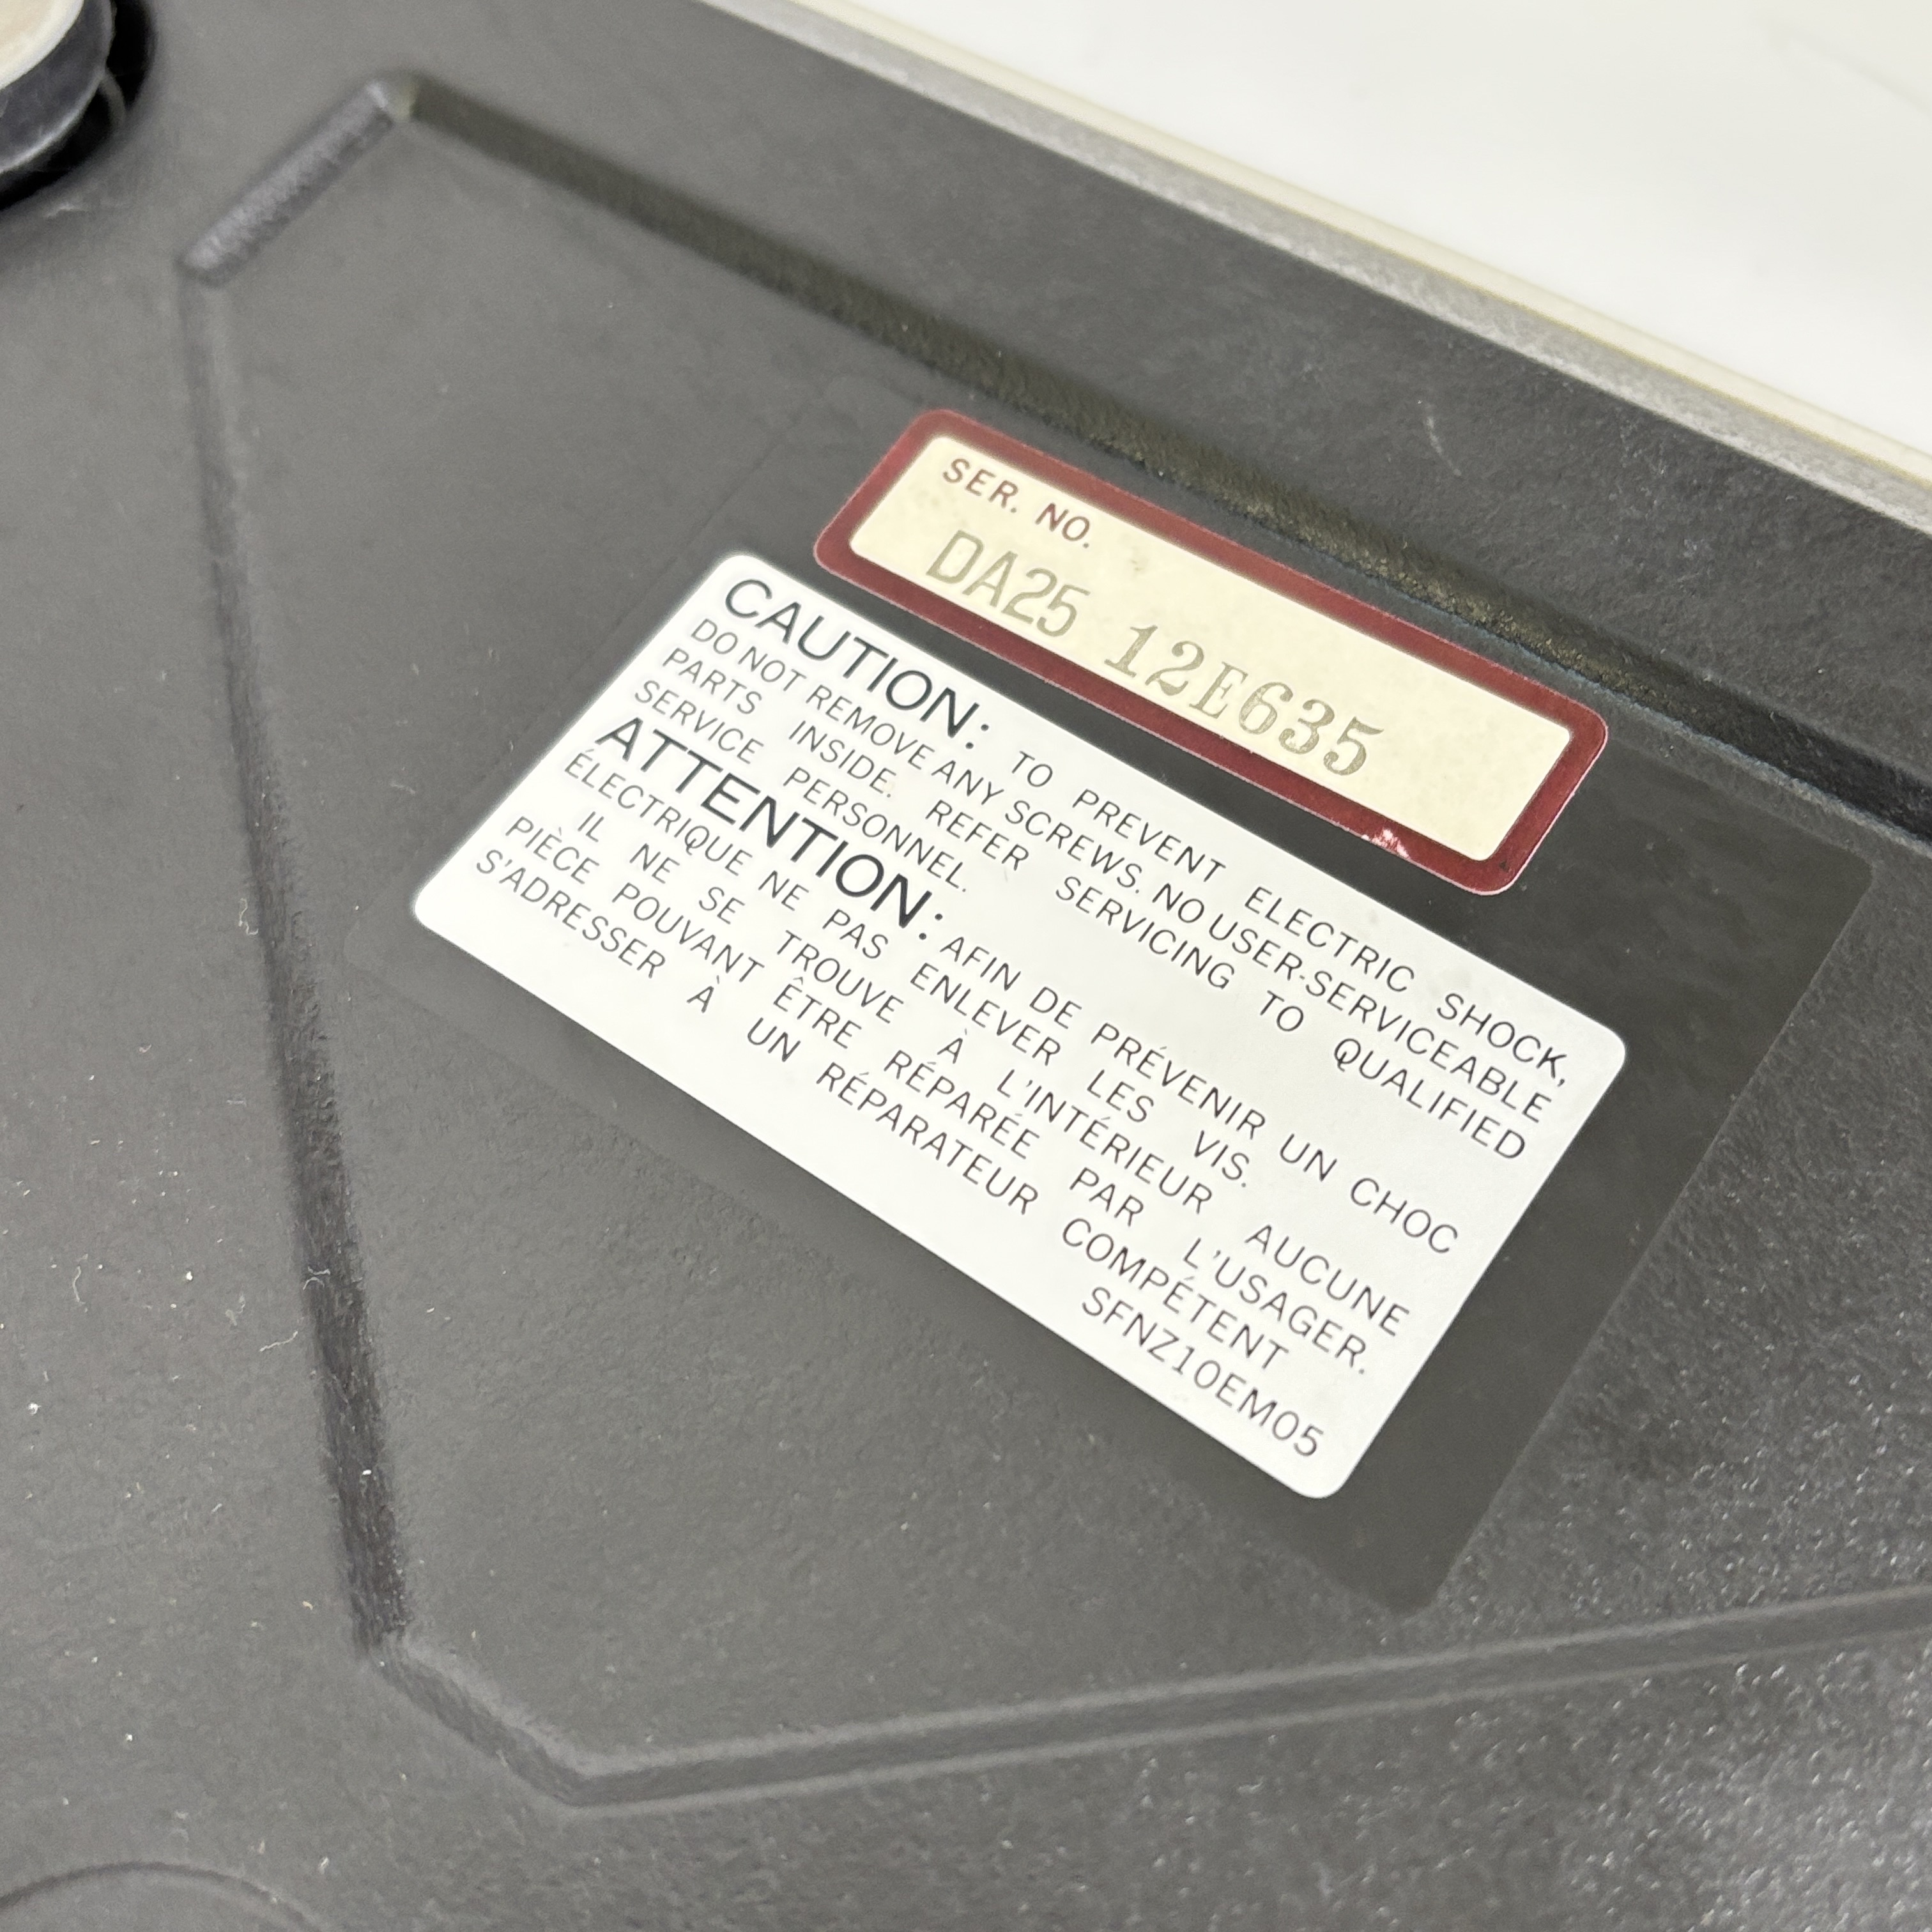 SER. NO.
DA25 12E635
CAUTION: TO PREVENT ELECTRIC SHOCK,
DO NOT REMOVE ANY SCREWS. NO USER-SERVICEABLE
PARTS INSIDE. REFER SERVICING TO QUALIFIED
SERVICE PERSONNEL.
ATTENTION: AFIN DE PRÉVENIR UN CHOC
ÉLECTRIQUE NE PAS ENLEVER LES VIS.
IL NE SE TROUVE À L'INTÉRIEUR AUCUNE
PIÈCE POUVANT ÊTRE RÉPARÉE PAR L'USAGER.
S'ADRESSER À UN RÉPARATEUR COMPÉTENT
SFNZ10EM05